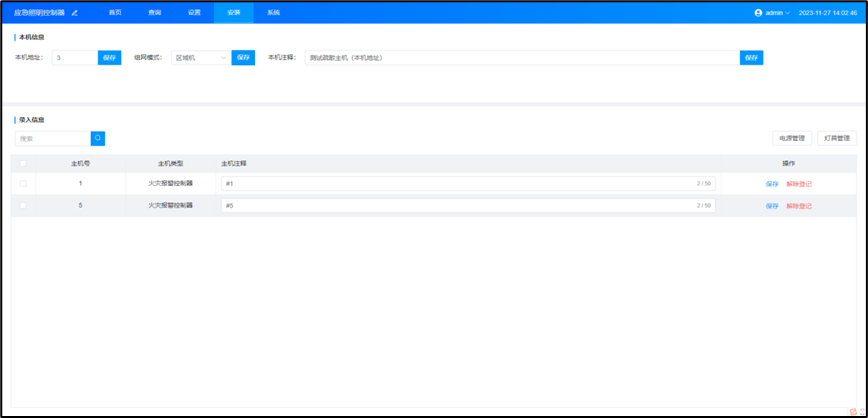 应急照明控制器 首页 查询 设置 安装 系统 admin 2023-11-27 14:02:46
本机信息
本机地址： 3 保存 组网模式： 区域机 保存 本机注释： 测试疏散主机（本机地址） 保存
录入信息
搜索 电源管理 灯具管理
主机号 主机类型 主机注释 操作
1 火灾报警控制器 #1 2 / 50 保存 解除登记
5 火灾报警控制器 #5 2 / 50 保存 解除登记